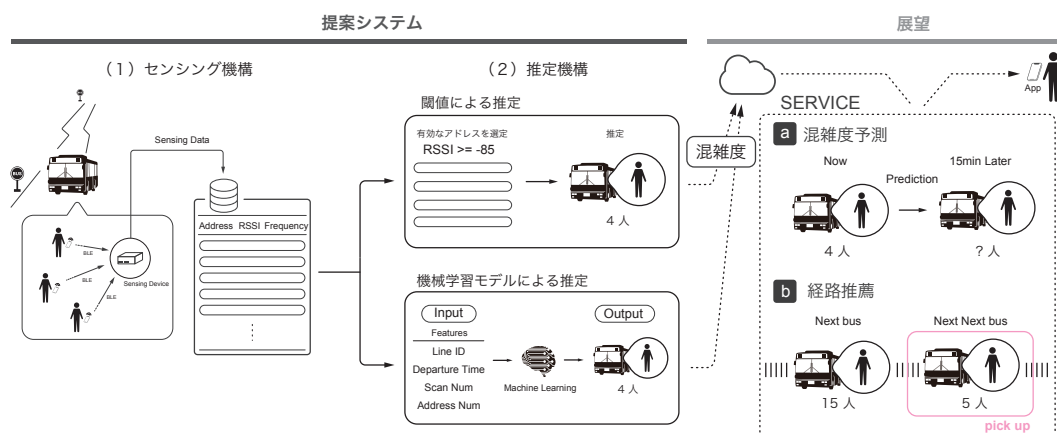 提案システム
展望
(1)センシング機構
(2)推定機構
BUS
BUS
Sensing Data
BLE
BLE
BLE
Sensing Device
Address RSSI Frequency
閾値による推定
有効なアドレスを選定
RSSI >= -85
推定
4 人
機械学習モデルによる推定
Input
Features
Line ID
Departure Time
Scan Num
Address Num
Machine Learning
Output
4 人
混雑度
App
SERVICE
a 混雑度予測
Now
15min Later
Prediction
4 人
? 人
b 経路推薦
Next bus
Next Next bus
15 人
5 人
pick up